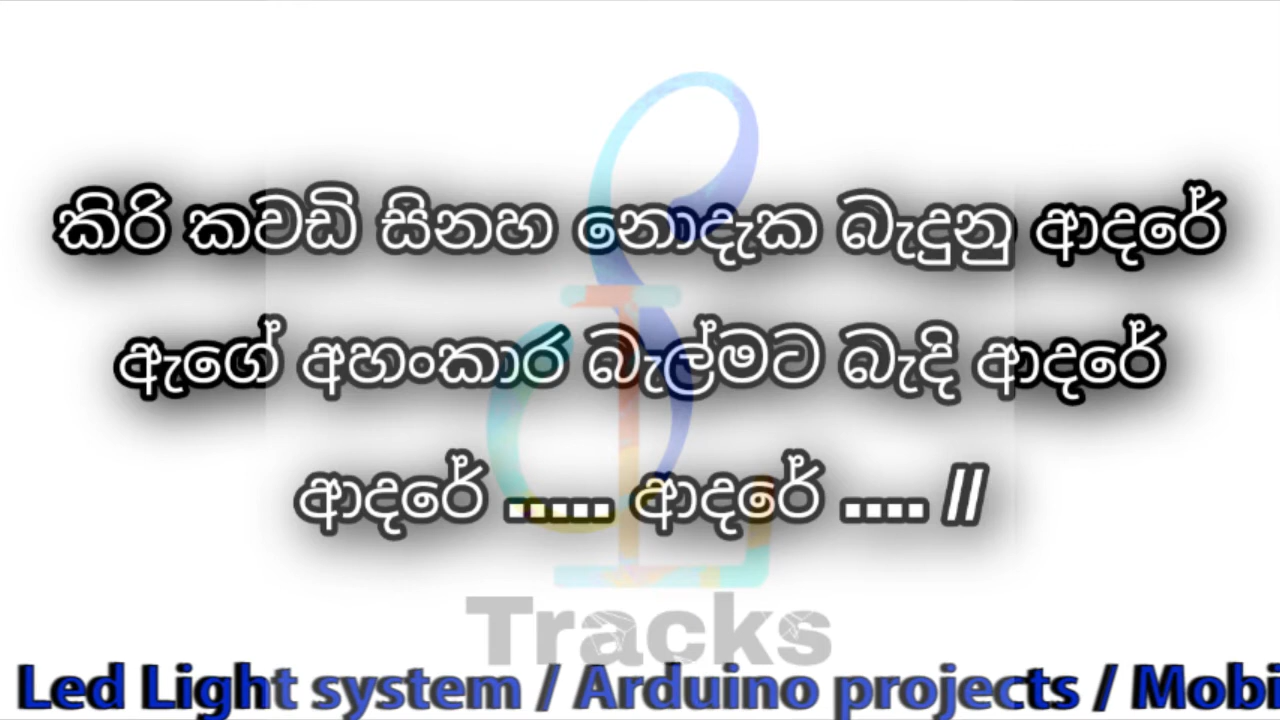 කිරි කවඩි සිනහ නොදැක බැදුනු ආදරේ
ඇගේ අහංකාර බැල්මට බැදි ආදරේ
ආදරේ ..... ආදරේ .... //
Tracks
Led Light system / Arduino projects / Mobi